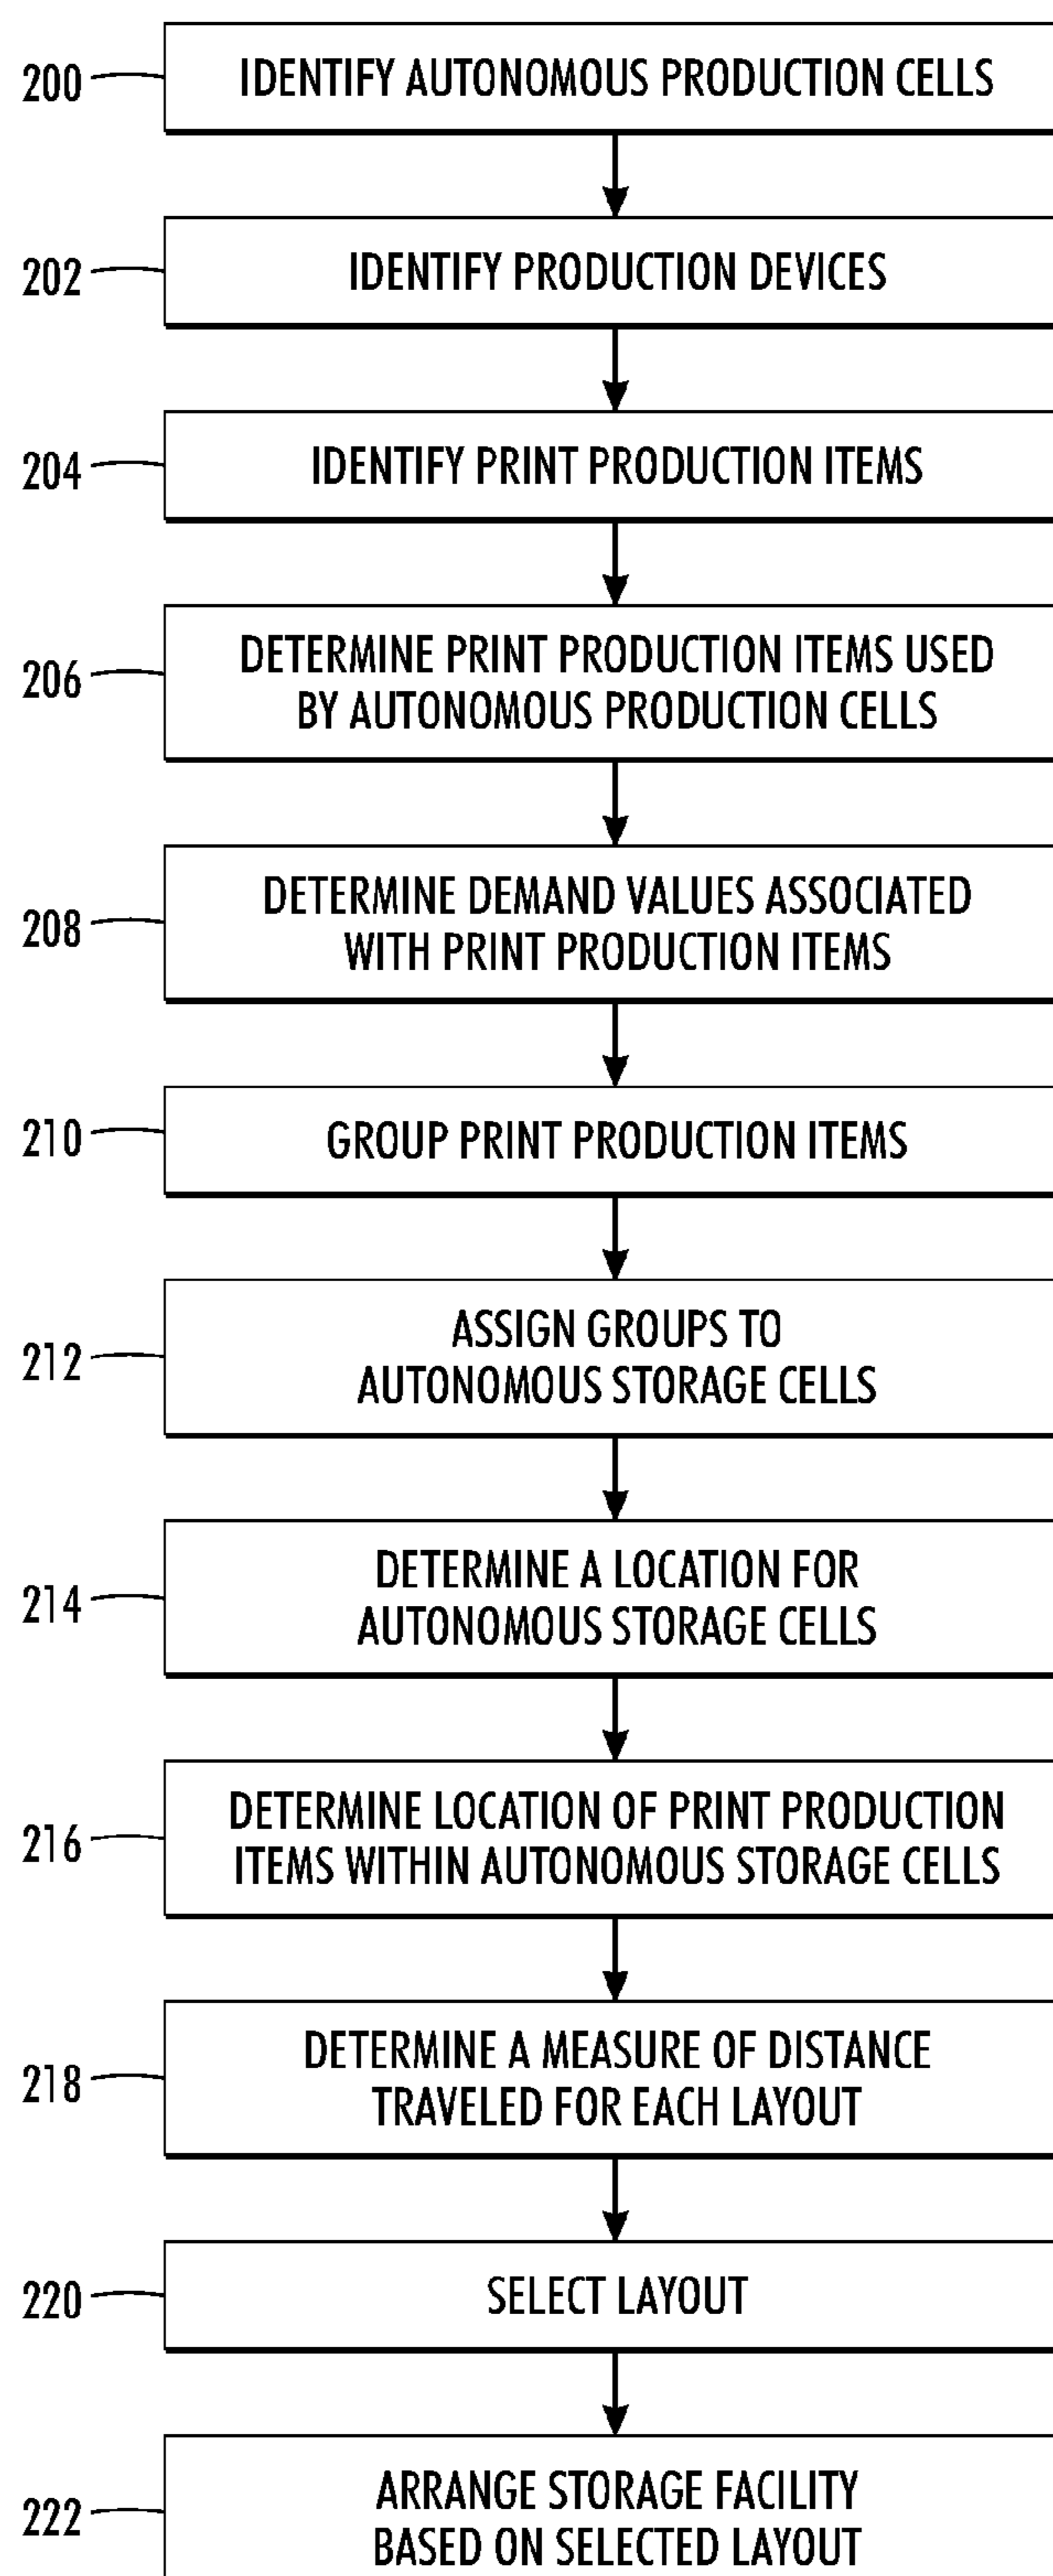 200 IDENTIFY AUTONOMOUS PRODUCTION CELLS
202 IDENTIFY PRODUCTION DEVICES
204 IDENTIFY PRINT PRODUCTION ITEMS
206 DETERMINE PRINT PRODUCTION ITEMS USED
BY AUTONOMOUS PRODUCTION CELLS
208 DETERMINE DEMAND VALUES ASSOCIATED
WITH PRINT PRODUCTION ITEMS
210 GROUP PRINT PRODUCTION ITEMS
212 ASSIGN GROUPS TO
AUTONOMOUS STORAGE CELLS
214 DETERMINE A LOCATION FOR
AUTONOMOUS STORAGE CELLS
216 DETERMINE LOCATION OF PRINT PRODUCTION
ITEMS WITHIN AUTONOMOUS STORAGE CELLS
218 DETERMINE A MEASURE OF DISTANCE
TRAVELED FOR EACH LAYOUT
220 SELECT LAYOUT
222 ARRANGE STORAGE FACILITY
BASED ON SELECTED LAYOUT